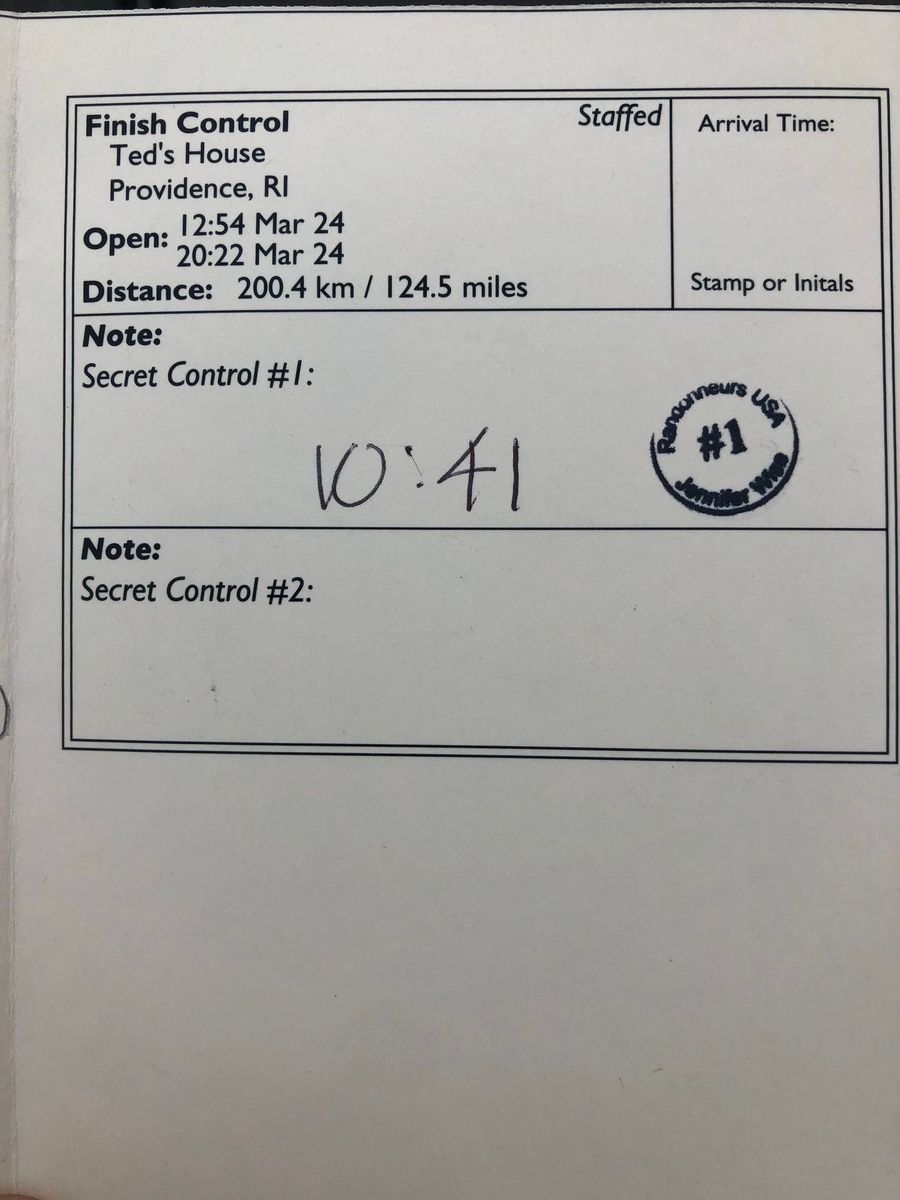 Finish Control
Staffed
Arrival Time:
Ted's House
Providence, RI
Open: 12:54 Mar 24
20:22 Mar 24
Distance: 200.4 km / 124.5 miles
Stamp or Initals
Note:
Secret Control #1:
10:41
Randonneurs USA
#1
Jennifer Wise
Note:
Secret Control #2: